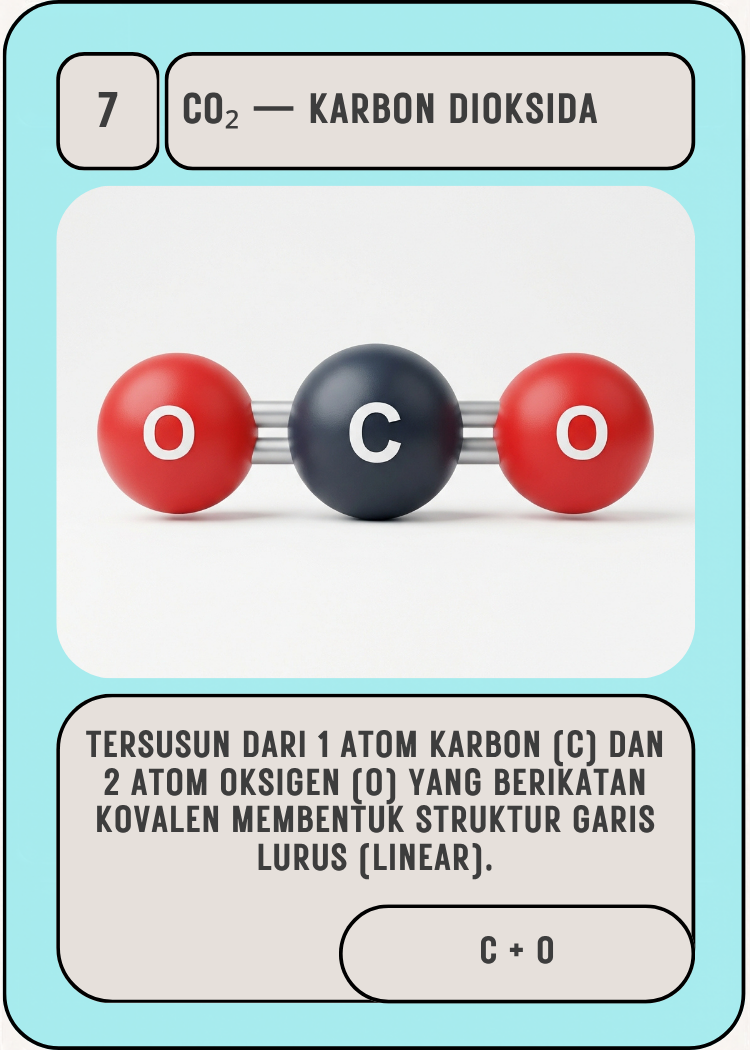 7
CO₂ — KARBON DIOKSIDA
O C O
TERSUSUN DARI 1 ATOM KARBON (C) DAN
2 ATOM OKSIGEN (O) YANG BERIKATAN
KOVALEN MEMBENTUK STRUKTUR GARIS
LURUS (LINEAR).
C + O